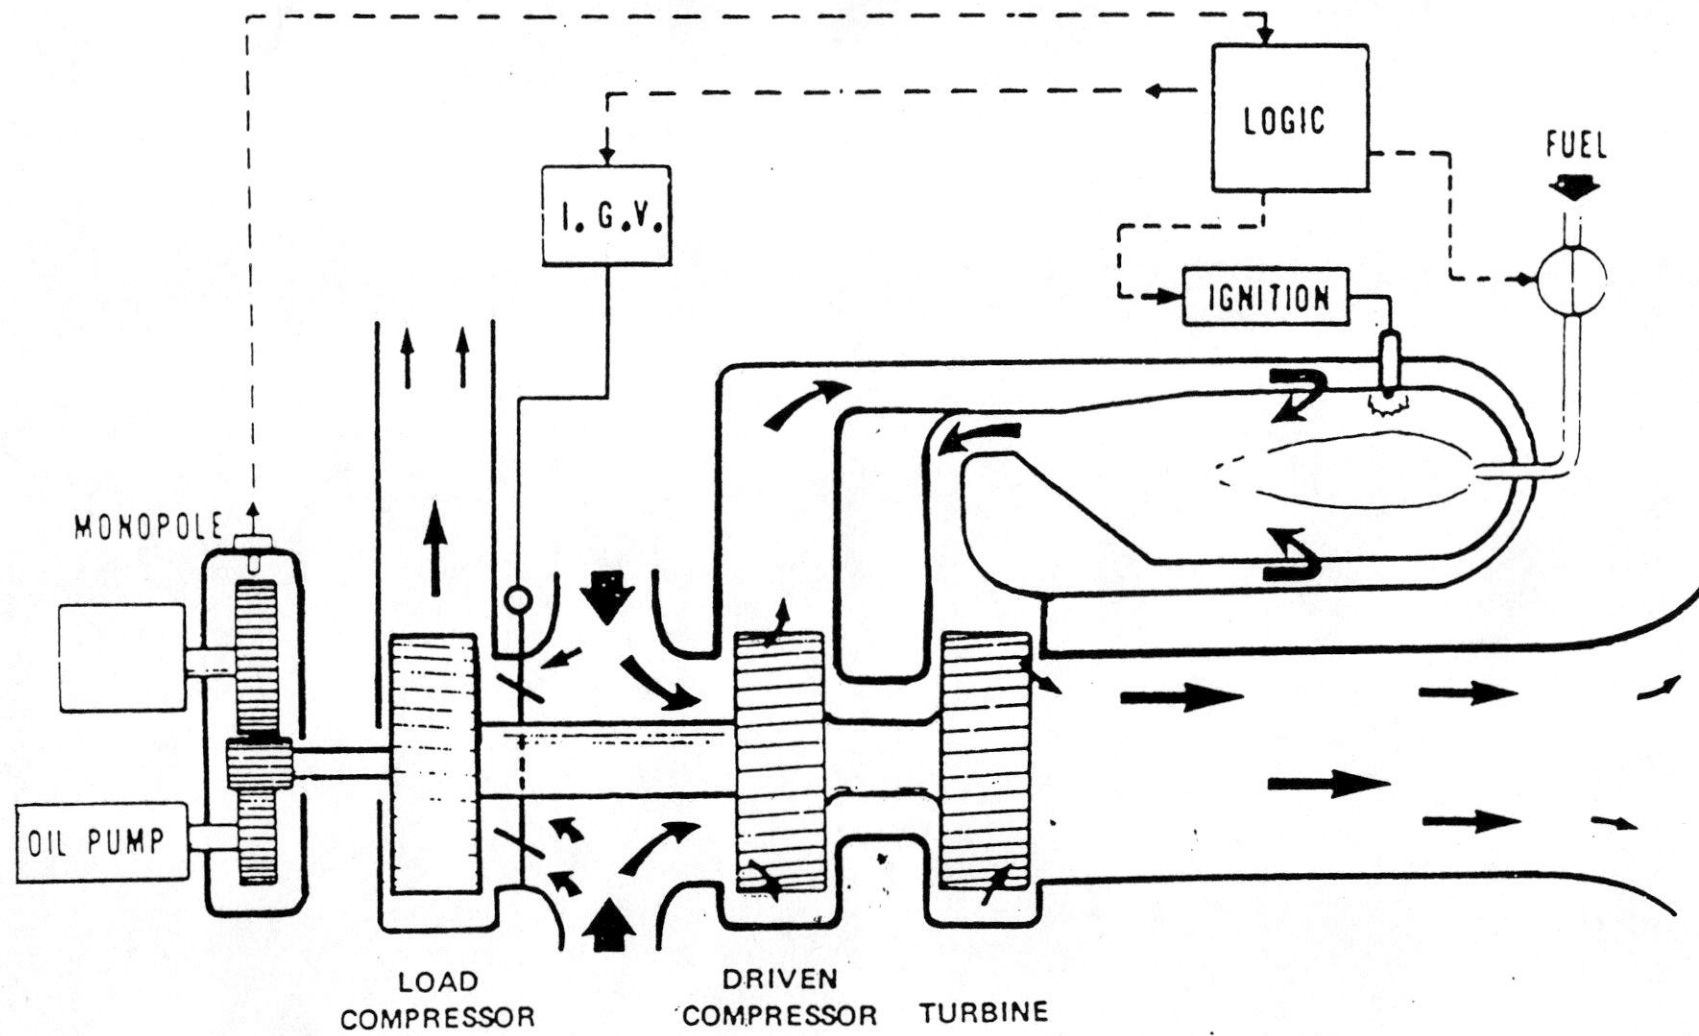 LOGIC
FUEL
I.G.V.
IGNITION
MONOPOLE
OIL PUMP
LOAD
COMPRESSOR
DRIVEN
COMPRESSOR
TURBINE